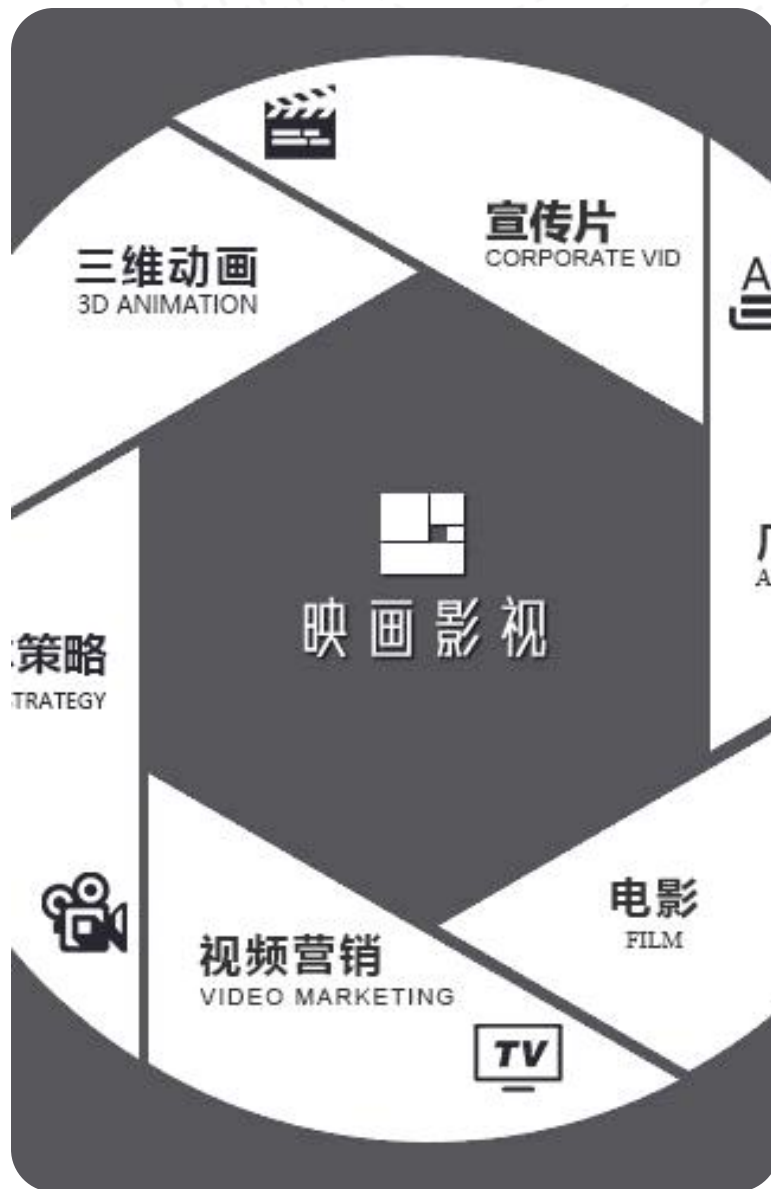 宣传片
CORPORATE VID
三维动画
3D ANIMATION
A
映画影视
A
策略
TRATEGY
电影
FILM
视频营销
VIDEO MARKETING
TV